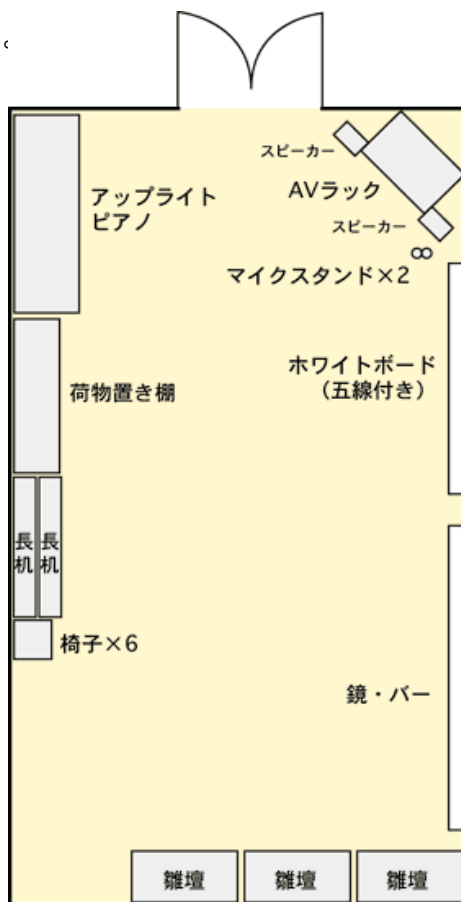 スピーカー
AVラック
アップライト
ピアノ
スピーカー
マイクスタンド×2
ホワイトボード
（五線付き）
荷物置き棚
長机
長机
椅子×6
鏡・バー
雛壇
雛壇
雛壇